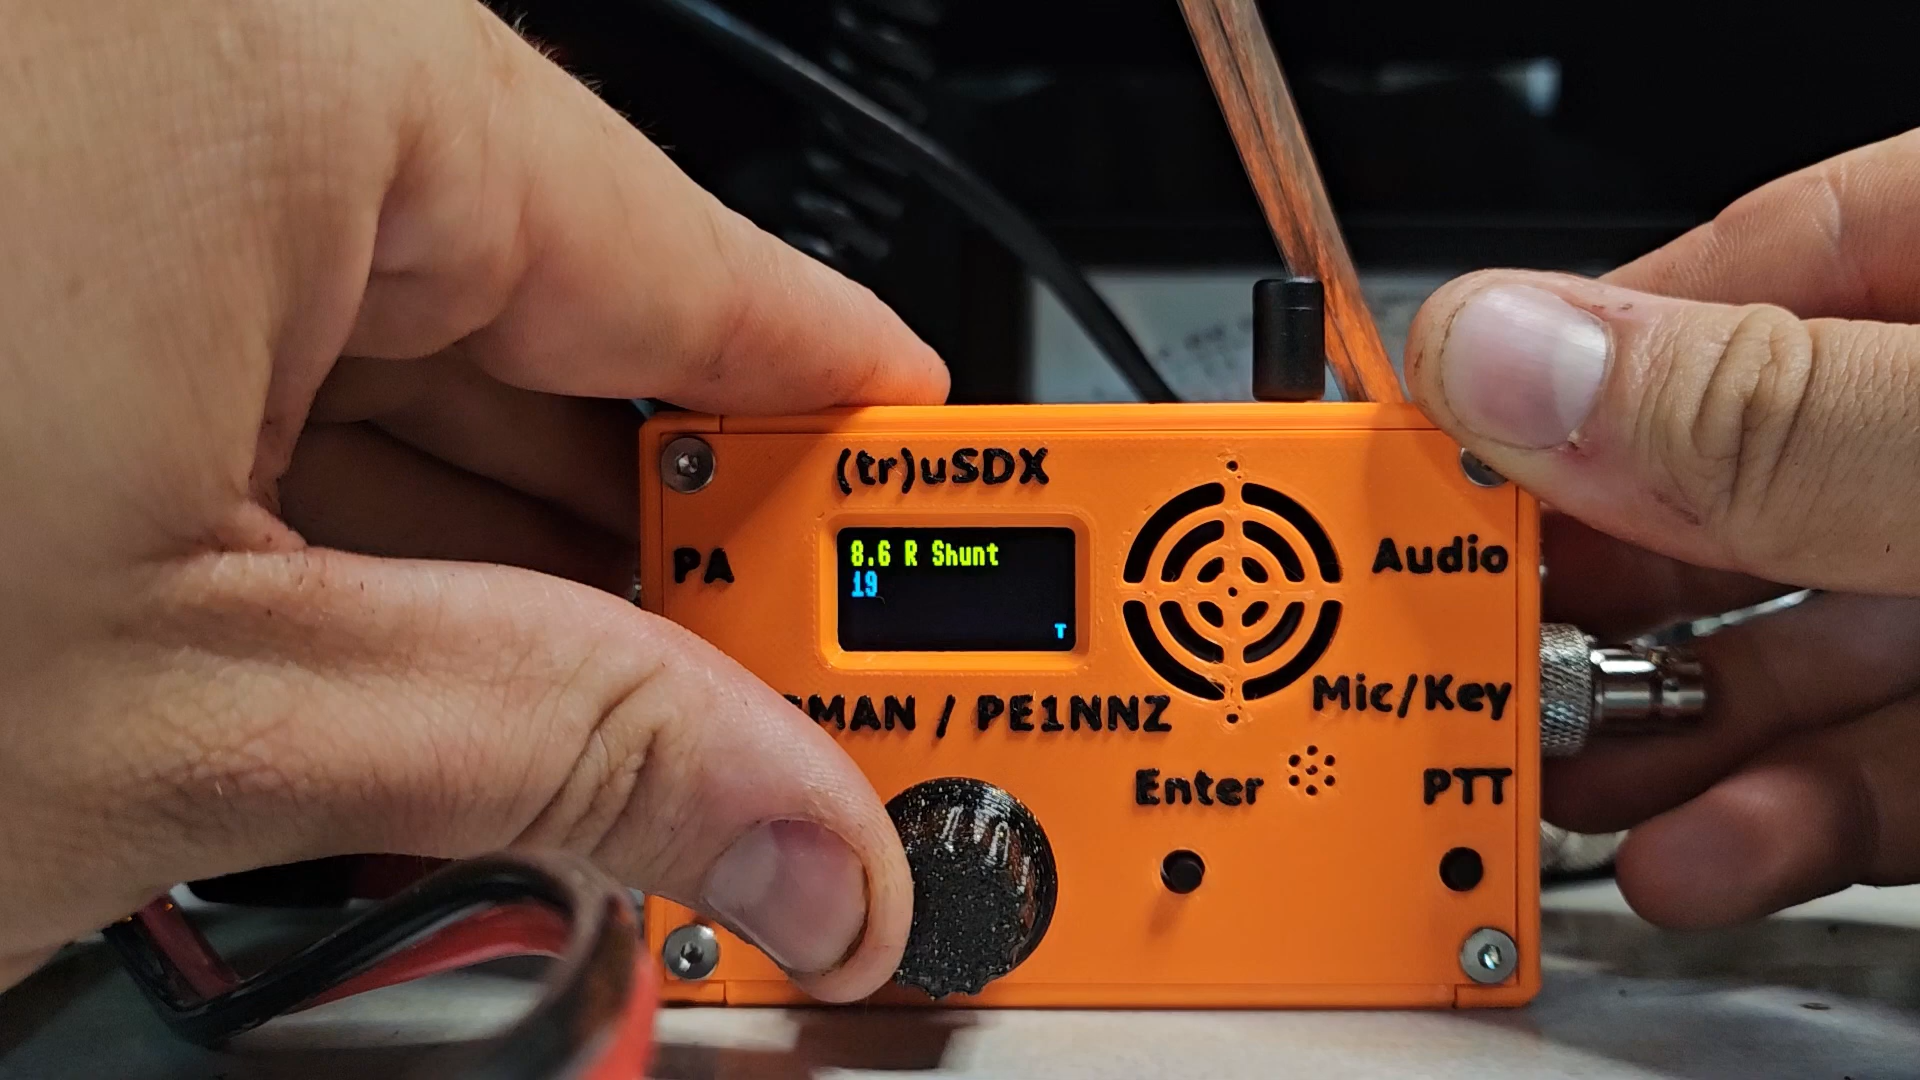 (tr)uSDX
8.6 R Shunt
19
T
PA
Audio
MAN / PE1NNZ
Mic/Key
Enter
PTT